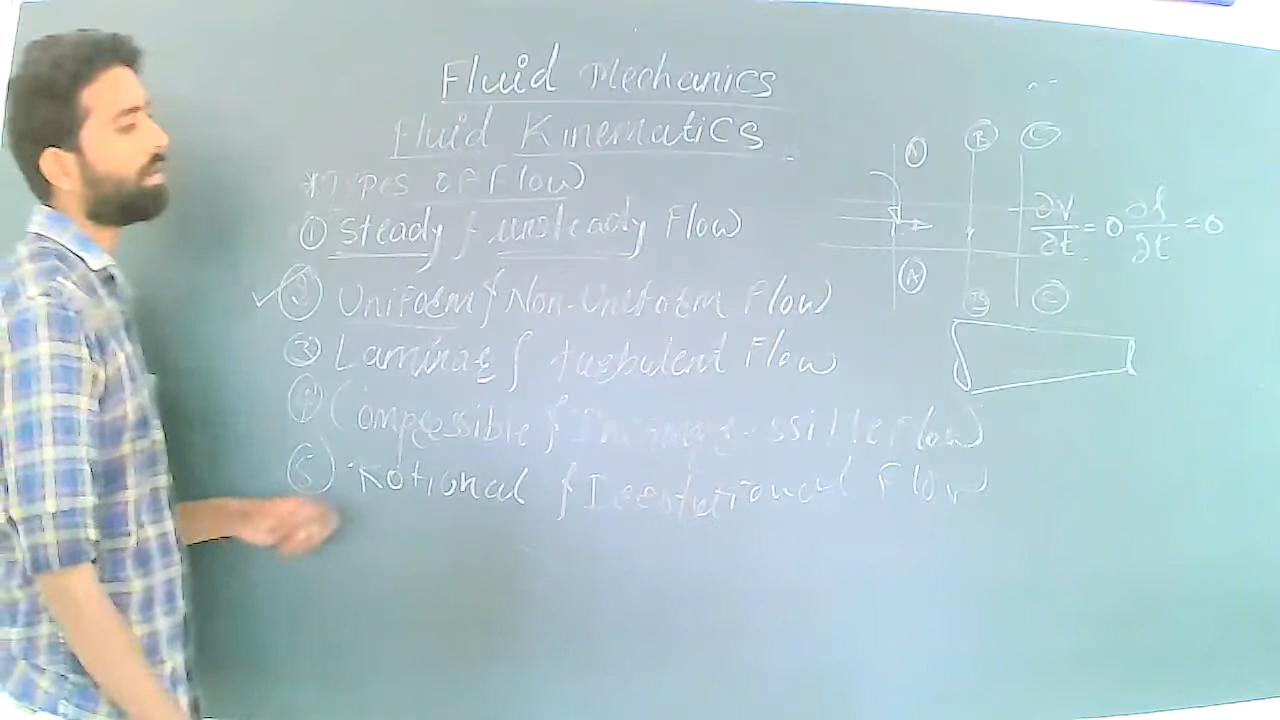 Fluid Mechanics
Fluid Kinematics
*Types of Flow
① Steady & unsteady Flow
② Uniform & Non-Uniform Flow
③ Laminar & turbulent Flow
④ Compressible & Incompressible Flow
⑤ Rotional & Irrotational Flow
A B C
∂V/∂t = 0 ∂ρ/∂t = 0
A B C